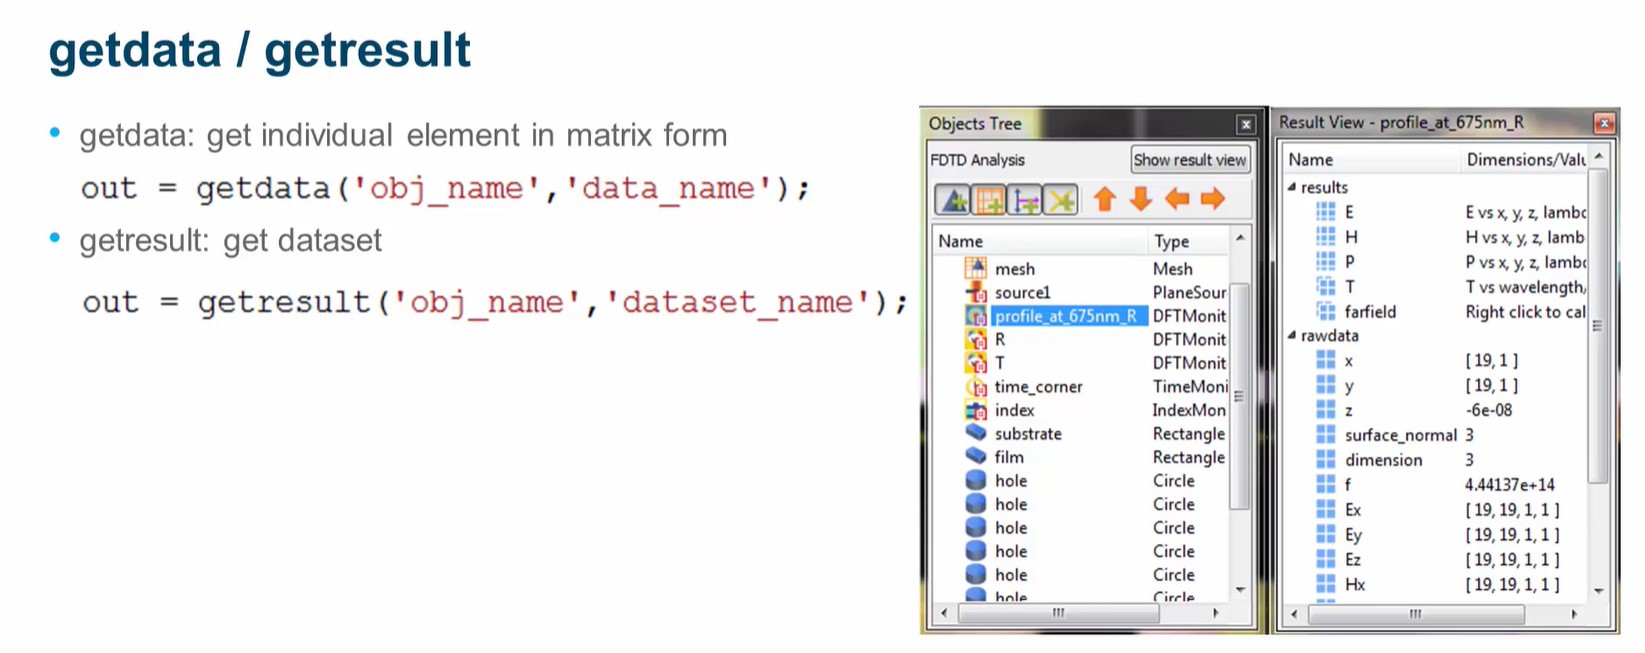 getdata / getresult
• getdata: get individual element in matrix form
out = getdata('obj_name','data_name');
• getresult: get dataset
out = getresult('obj_name','dataset_name');
Objects Tree
FDTD Analysis
Show result view
Name Type
mesh Mesh
source1 PlaneSour
profile_at_675nm_R DFTMonit
R DFTMonit
T DFTMonit
time_corner TimeMoni
index IndexMon
substrate Rectangle
film Rectangle
hole Circle
hole Circle
hole Circle
hole Circle
hole Circle
hole Circle
Result View - profile_at_675nm_R
Name Dimensions/Valu
results
E E vs x, y, z, lambd
H H vs x, y, z, lamb
P P vs x, y, z, lambd
T T vs wavelength,
farfield Right click to cal
rawdata
x [ 19, 1 ]
y [ 19, 1 ]
z -6e-08
surface_normal 3
dimension 3
f 4.44137e+14
Ex [ 19, 19, 1, 1 ]
Ey [ 19, 19, 1, 1 ]
Ez [ 19, 19, 1, 1 ]
Hx [ 19, 19, 1, 1 ]